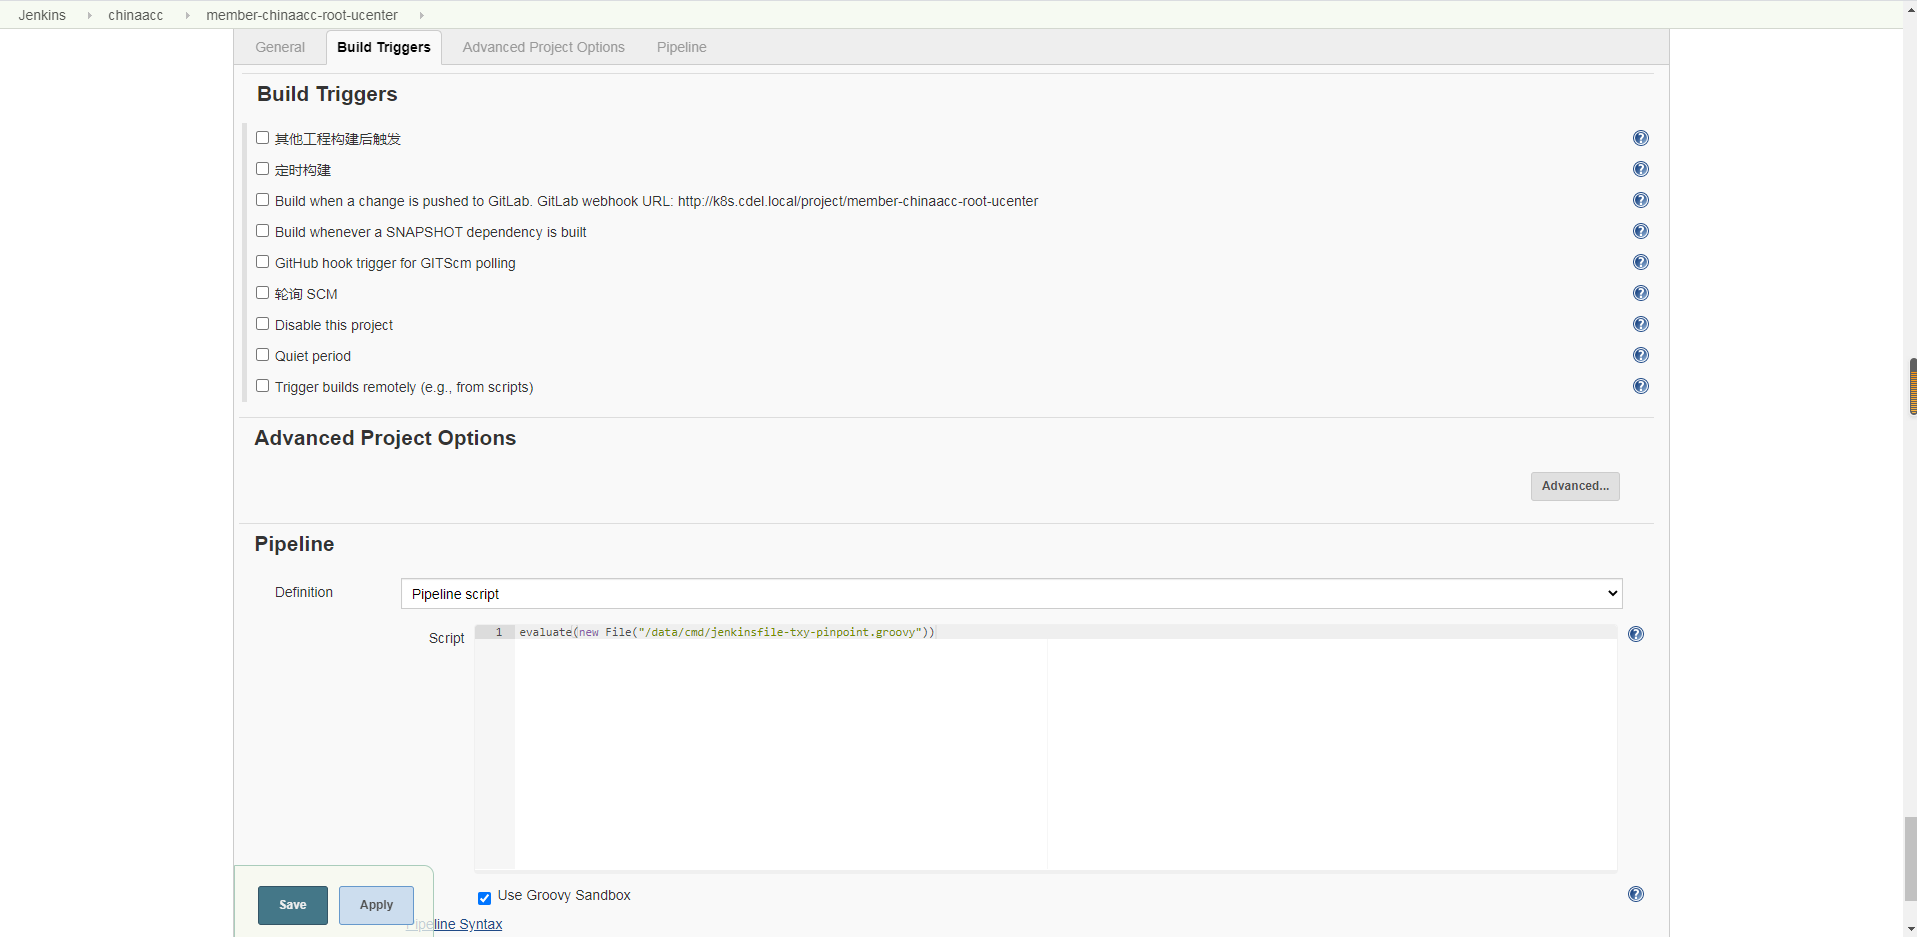 Jenkins chinaacc member-chinaacc-root-ucenter
General Build Triggers Advanced Project Options Pipeline
Build Triggers
其他工程构建后触发
定时构建
Build when a change is pushed to GitLab. GitLab webhook URL: http://k8s.cdel.local/project/member-chinaacc-root-ucenter
Build whenever a SNAPSHOT dependency is built
GitHub hook trigger for GITScm polling
轮询 SCM
Disable this project
Quiet period
Trigger builds remotely (e.g., from scripts)
Advanced Project Options
Advanced...
Pipeline
Definition Pipeline script
Script 1 evaluate(new File("/data/cmd/jenkinsfile-txy-pinpoint.groovy"))
Use Groovy Sandbox
Save Apply
Pipeline Syntax